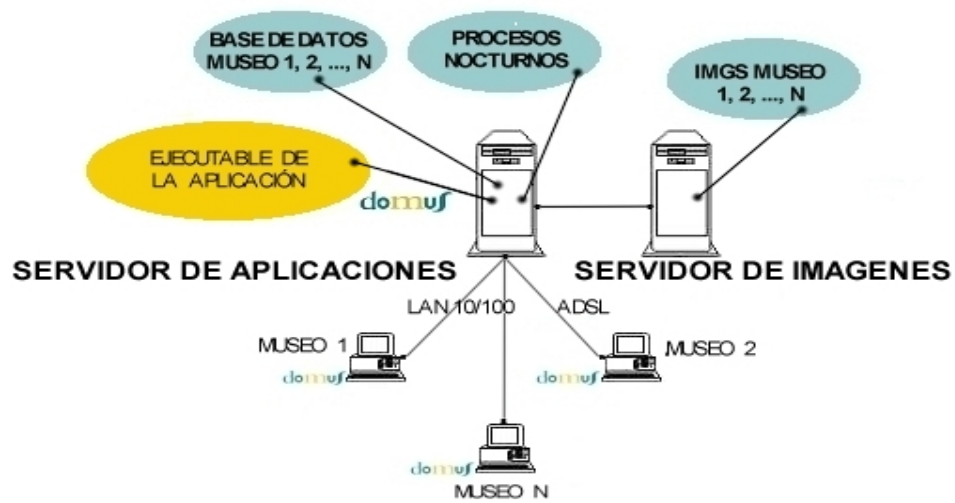 BASE DE DATOS
MUSEO 1, 2, ..., N
PROCESOS
NOCTURNOS
IMGS MUSEO
1, 2, ..., N
EJECUTABLE DE
LA APLICACIÓN
domus
SERVIDOR DE APLICACIONES
SERVIDOR DE IMAGENES
LAN 10/100
ADSL
MUSEO 1
domus
MUSEO 2
domus
domus
MUSEO N